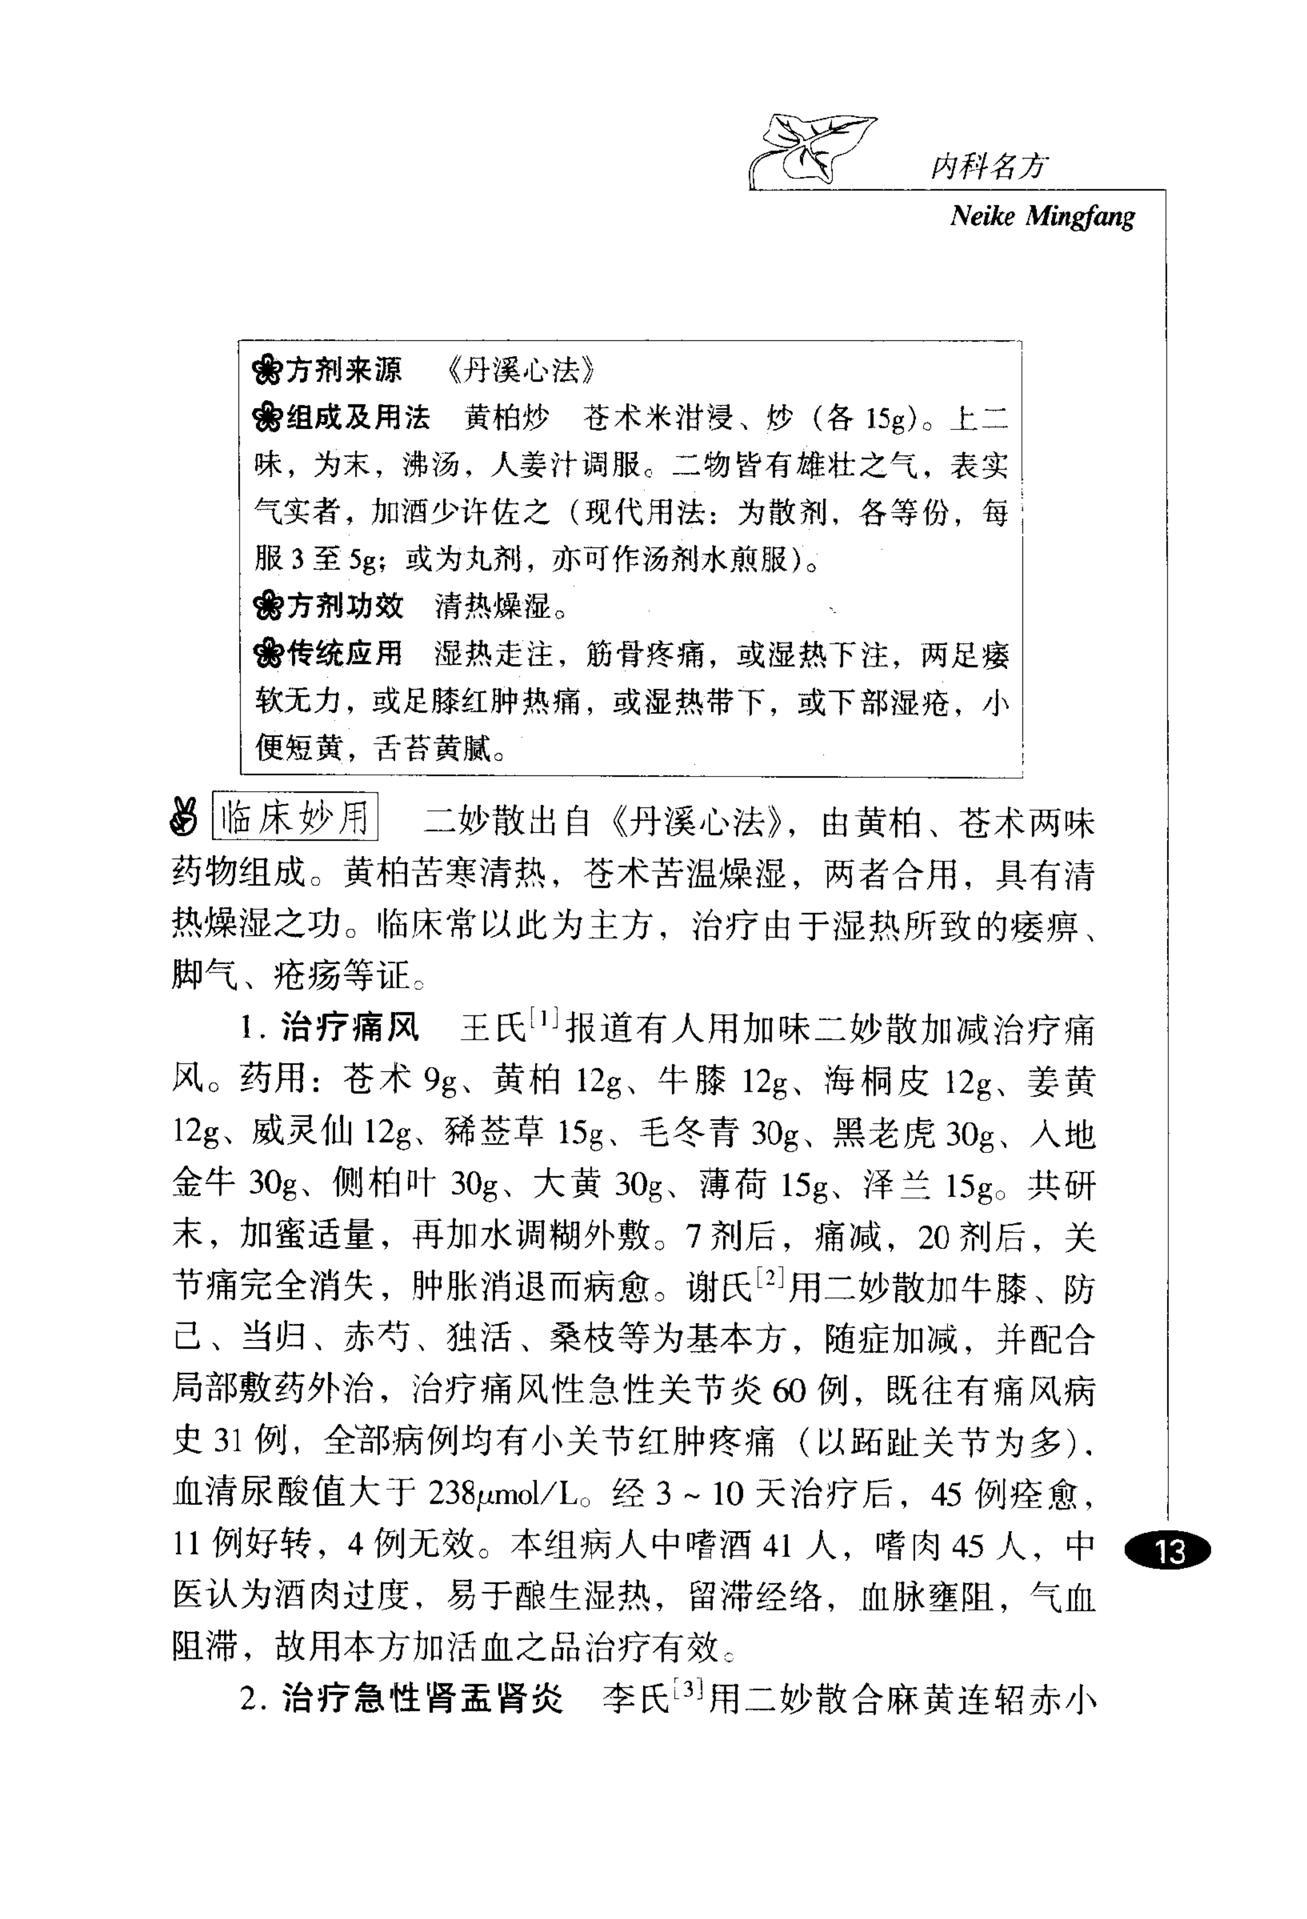 内科名方
Neike Mingfang
方剂来源 《丹溪心法》
组成及用法 黄柏炒 苍术米泔浸、炒（各 15g）。上二
味，为末，沸汤，人姜汁调服。二物皆有雄壮之气，表实
气实者，加酒少许佐之（现代用法：为散剂，各等份，每
服 3 至 5g；或为丸剂，亦可作汤剂水煎服）。
方剂功效 清热燥湿。
传统应用 湿热走注，筋骨疼痛，或湿热下注，两足痿
软无力，或足膝红肿热痛，或湿热带下，或下部湿疮，小
便短黄，舌苔黄腻。
临床妙用 二妙散出自《丹溪心法》，由黄柏、苍术两味
药物组成。黄柏苦寒清热，苍术苦温燥湿，两者合用，具有清
热燥湿之功。临床常以此为主方，治疗由于湿热所致的痿痹、
脚气、疮疡等证。
1. 治疗痛风 王氏[1]报道有人用加味二妙散加减治疗痛
风。药用：苍术 9g、黄柏 12g、牛膝 12g、海桐皮 12g、姜黄
12g、威灵仙 12g、豨莶草 15g、毛冬青 30g、黑老虎 30g、入地
金牛 30g、侧柏叶 30g、大黄 30g、薄荷 15g、泽兰 15g。共研
末，加蜜适量，再加水调糊外敷。7 剂后，痛减，20 剂后，关
节痛完全消失，肿胀消退而病愈。谢氏[2]用二妙散加牛膝、防
己、当归、赤芍、独活、桑枝等为基本方，随症加减，并配合
局部敷药外治，治疗痛风性急性关节炎 60 例，既往有痛风病
史 31 例，全部病例均有小关节红肿疼痛（以跖趾关节为多），
血清尿酸值大于 238μmol/L。经 3 ~ 10 天治疗后，45 例痊愈，
11 例好转，4 例无效。本组病人中嗜酒 41 人，嗜肉 45 人，中
医认为酒肉过度，易于酿生湿热，留滞经络，血脉壅阻，气血
阻滞，故用本方加活血之品治疗有效。
2. 治疗急性肾盂肾炎 李氏[3]用二妙散合麻黄连轺赤小
13